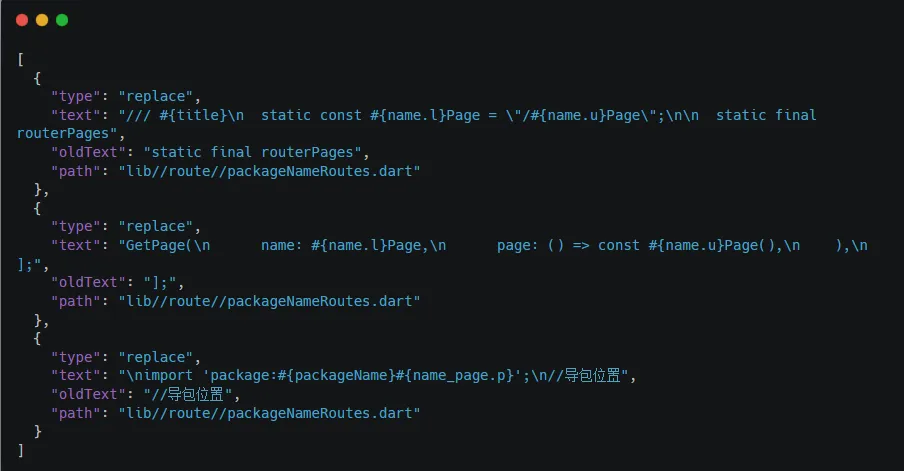 [
  {
    "type": "replace",
    "text": "/// #{title}\n  static const #{name.l}Page = \"/#{name.u}Page\";\n\n  static final
routerPages",
    "oldText": "static final routerPages",
    "path": "lib//route//packageNameRoutes.dart"
  },
  {
    "type": "replace",
    "text": "GetPage(\n      name: #{name.l}Page,\n      page: () => const #{name.u}Page(),\n    ),\n
];",
    "oldText": "];",
    "path": "lib//route//packageNameRoutes.dart"
  },
  {
    "type": "replace",
    "text": "\nimport 'package:#{packageName}#{name_page.p}';\n//导包位置",
    "oldText": "//导包位置",
    "path": "lib//route//packageNameRoutes.dart"
  }
]